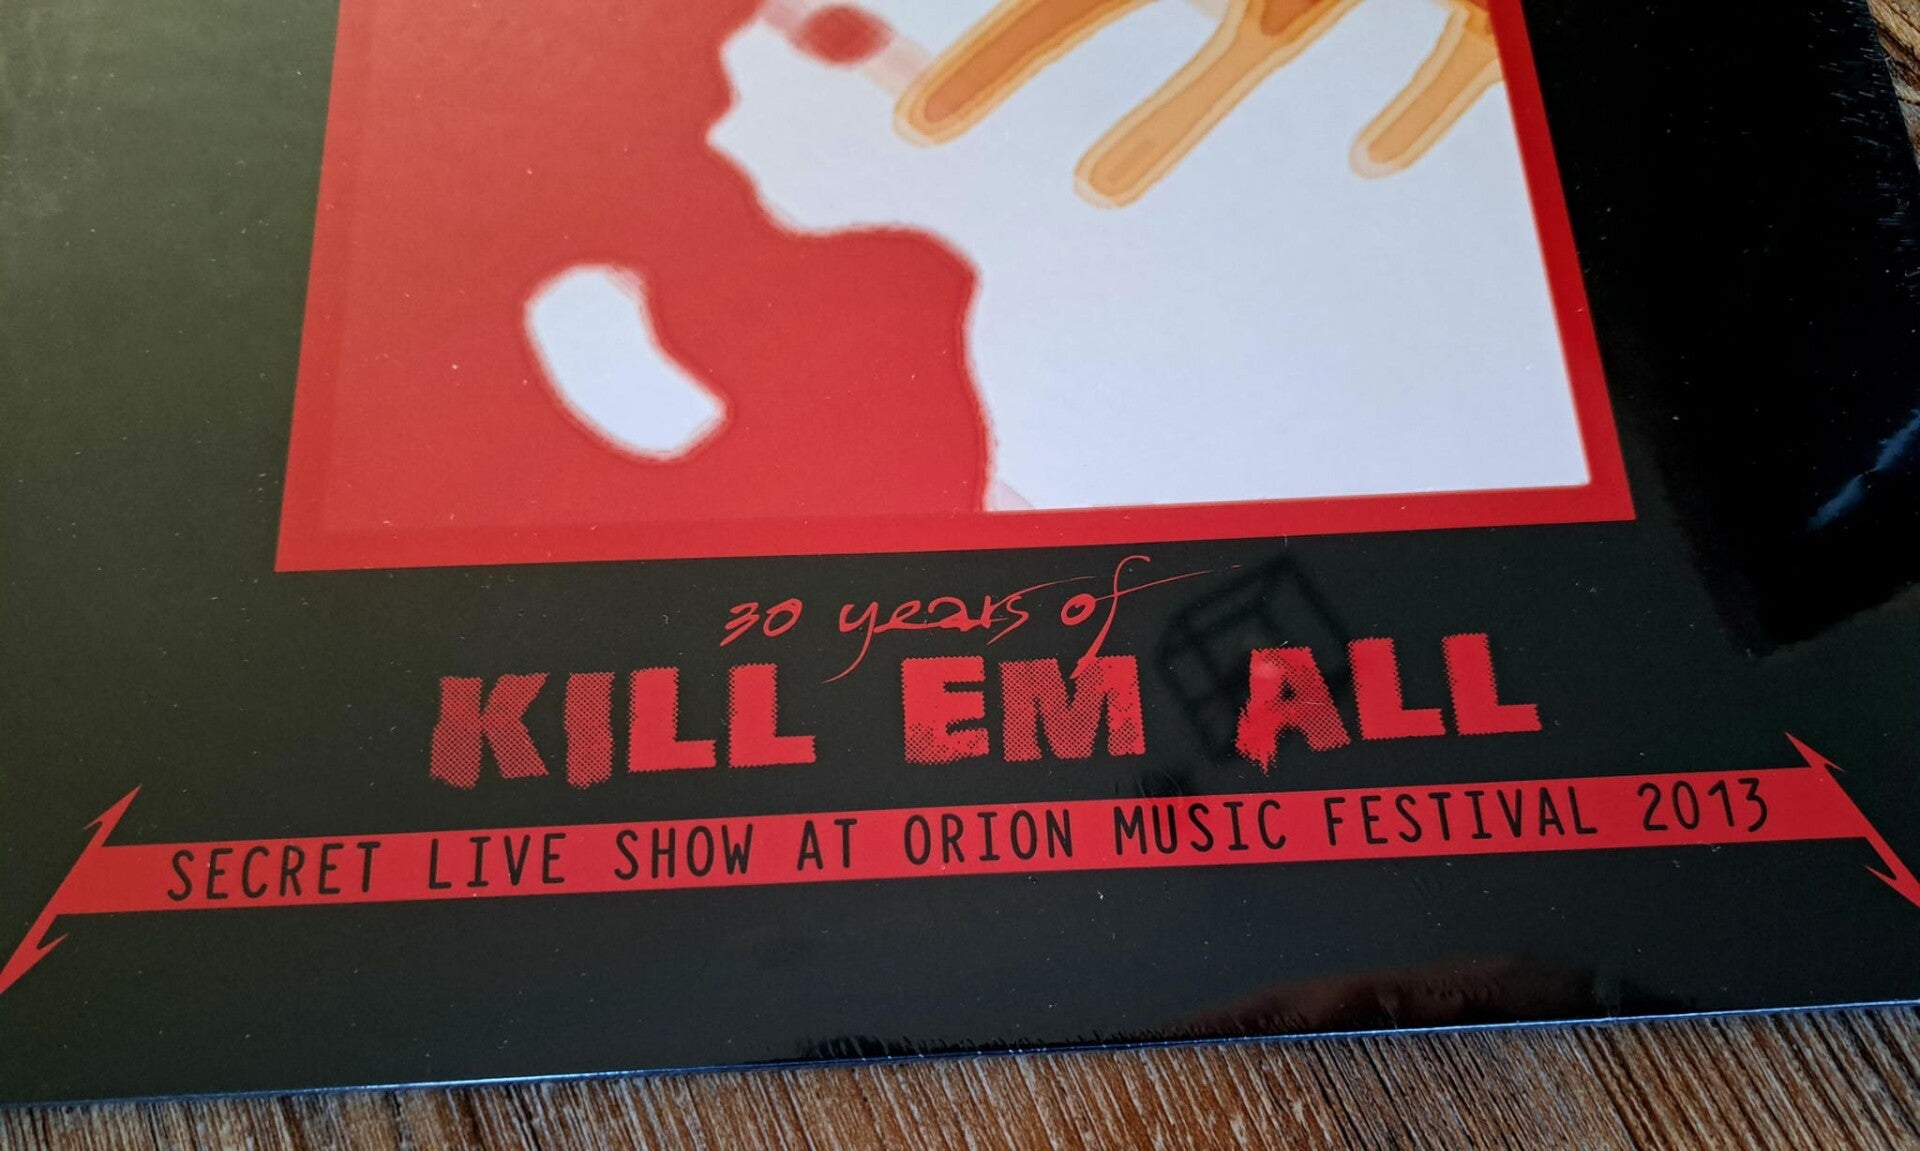 30 years of
KILL EM ALL
SECRET LIVE SHOW AT ORION MUSIC FESTIVAL 2013